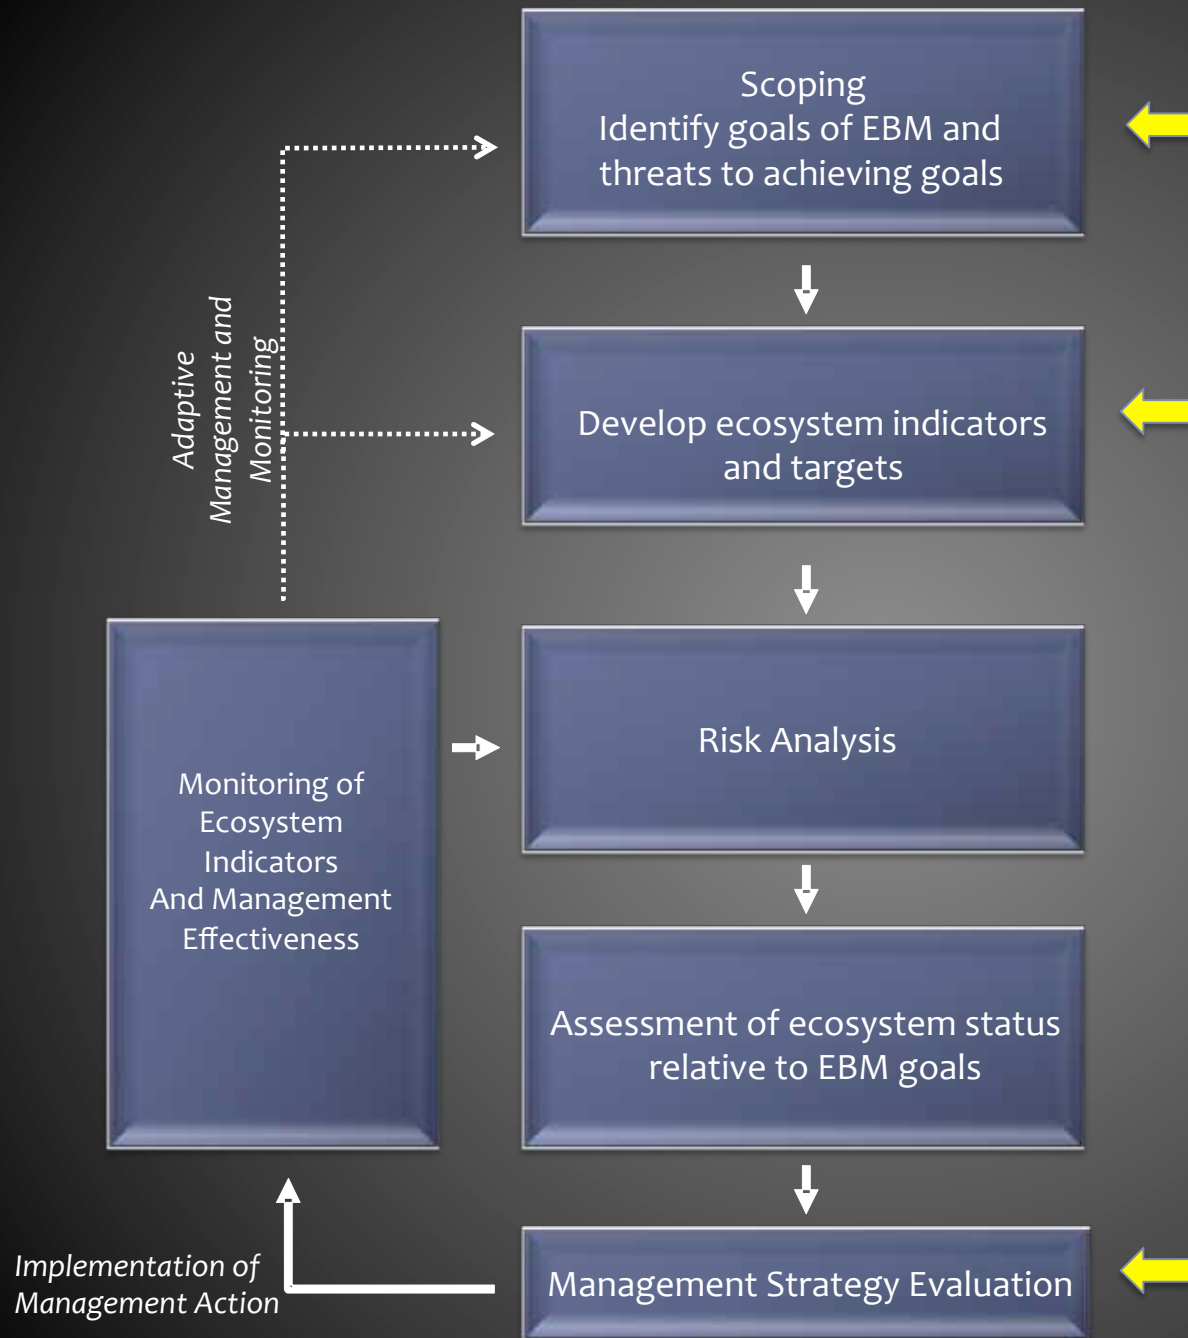 Scoping
Identify goals of EBM and
threats to achieving goals
Adaptive
Management and
Monitoring
Develop ecosystem indicators
and targets
Risk Analysis
Monitoring of
Ecosystem
Indicators
And Management
Effectiveness
Assessment of ecosystem status
relative to EBM goals
Implementation of
Management Action
Management Strategy Evaluation